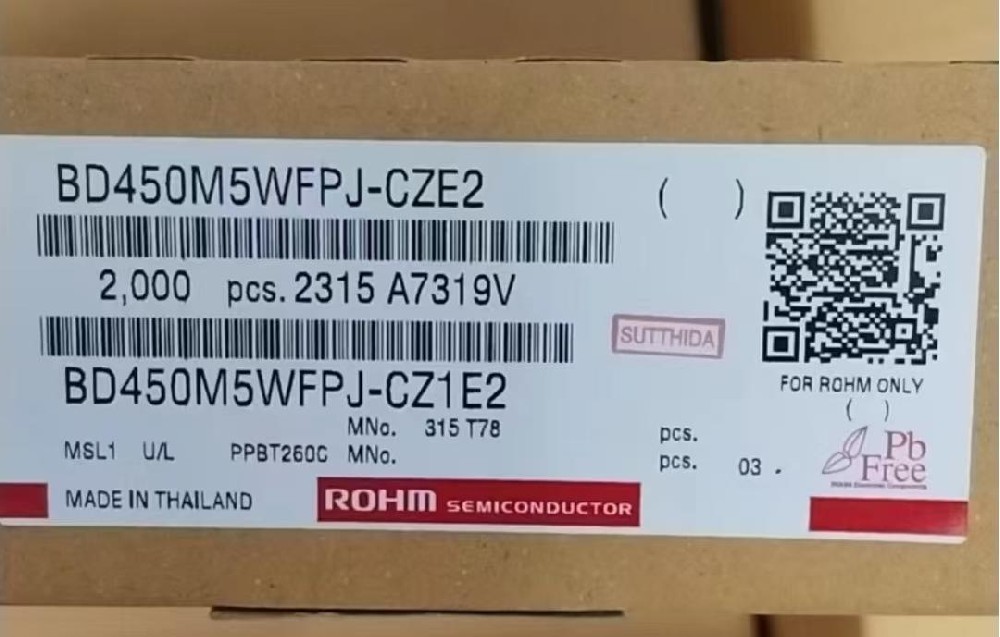 BD450M5WFPJ-CZE2 ( )
2,000 pcs. 2315 A7319V
SUTTHIDA
BD450M5WFPJ-CZ1E2
FOR ROHM ONLY
( )
MNo. 315 T78 pcs.
MSL1 U/L PPBT260C MNo. pcs. 03 .
Pb
Free
MADE IN THAILAND
ROHM SEMICONDUCTOR